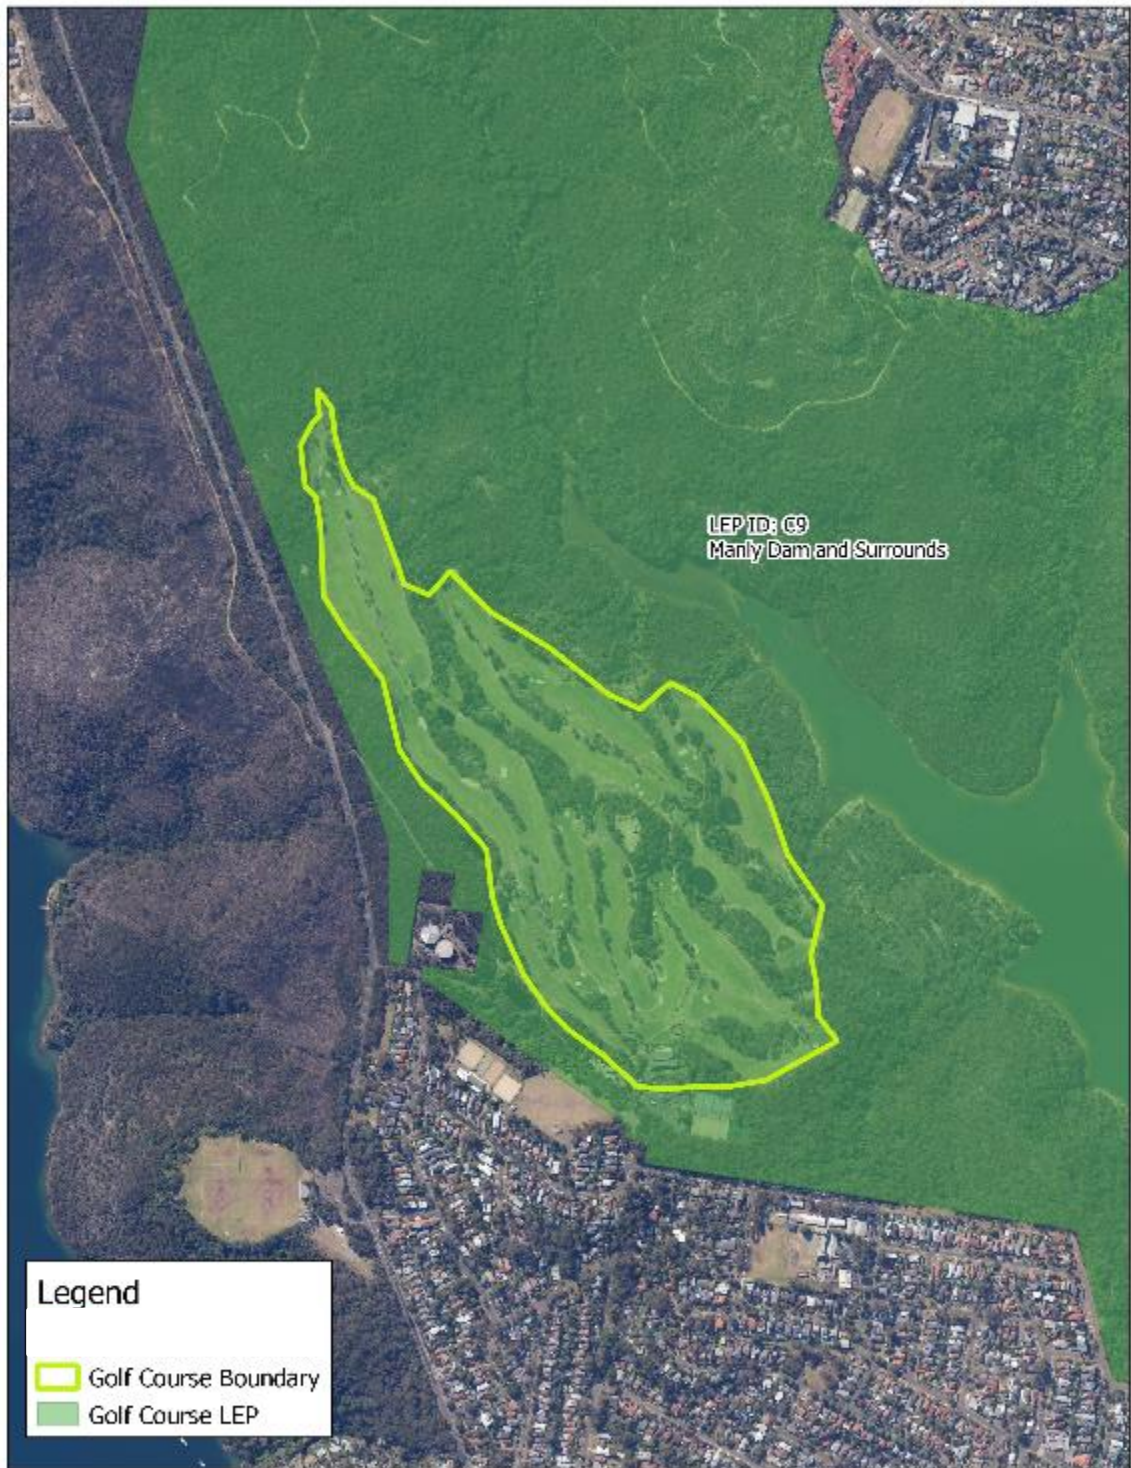 LEP ID: C9
Manly Dam and Surrounds
Legend
Golf Course Boundary
Golf Course LEP